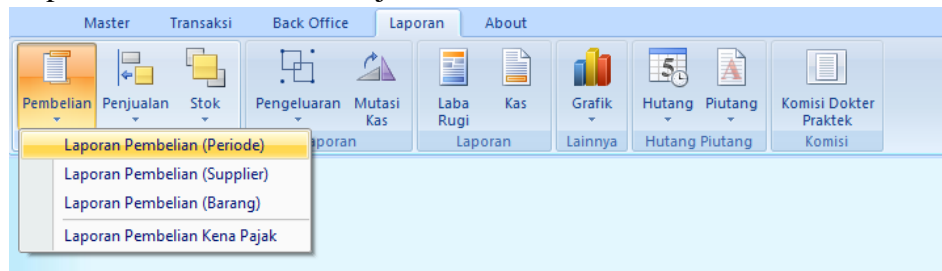 Master Transaksi Back Office Laporan About
Pembelian Penjualan Stok Pengeluaran Mutasi Kas Laba Rugi Kas Grafik Hutang Piutang Komisi Dokter Praktek
Laporan Lainnya Hutang Piutang Komisi
Laporan Pembelian (Periode)
Laporan Pembelian (Supplier)
Laporan Pembelian (Barang)
Laporan Pembelian Kena Pajak